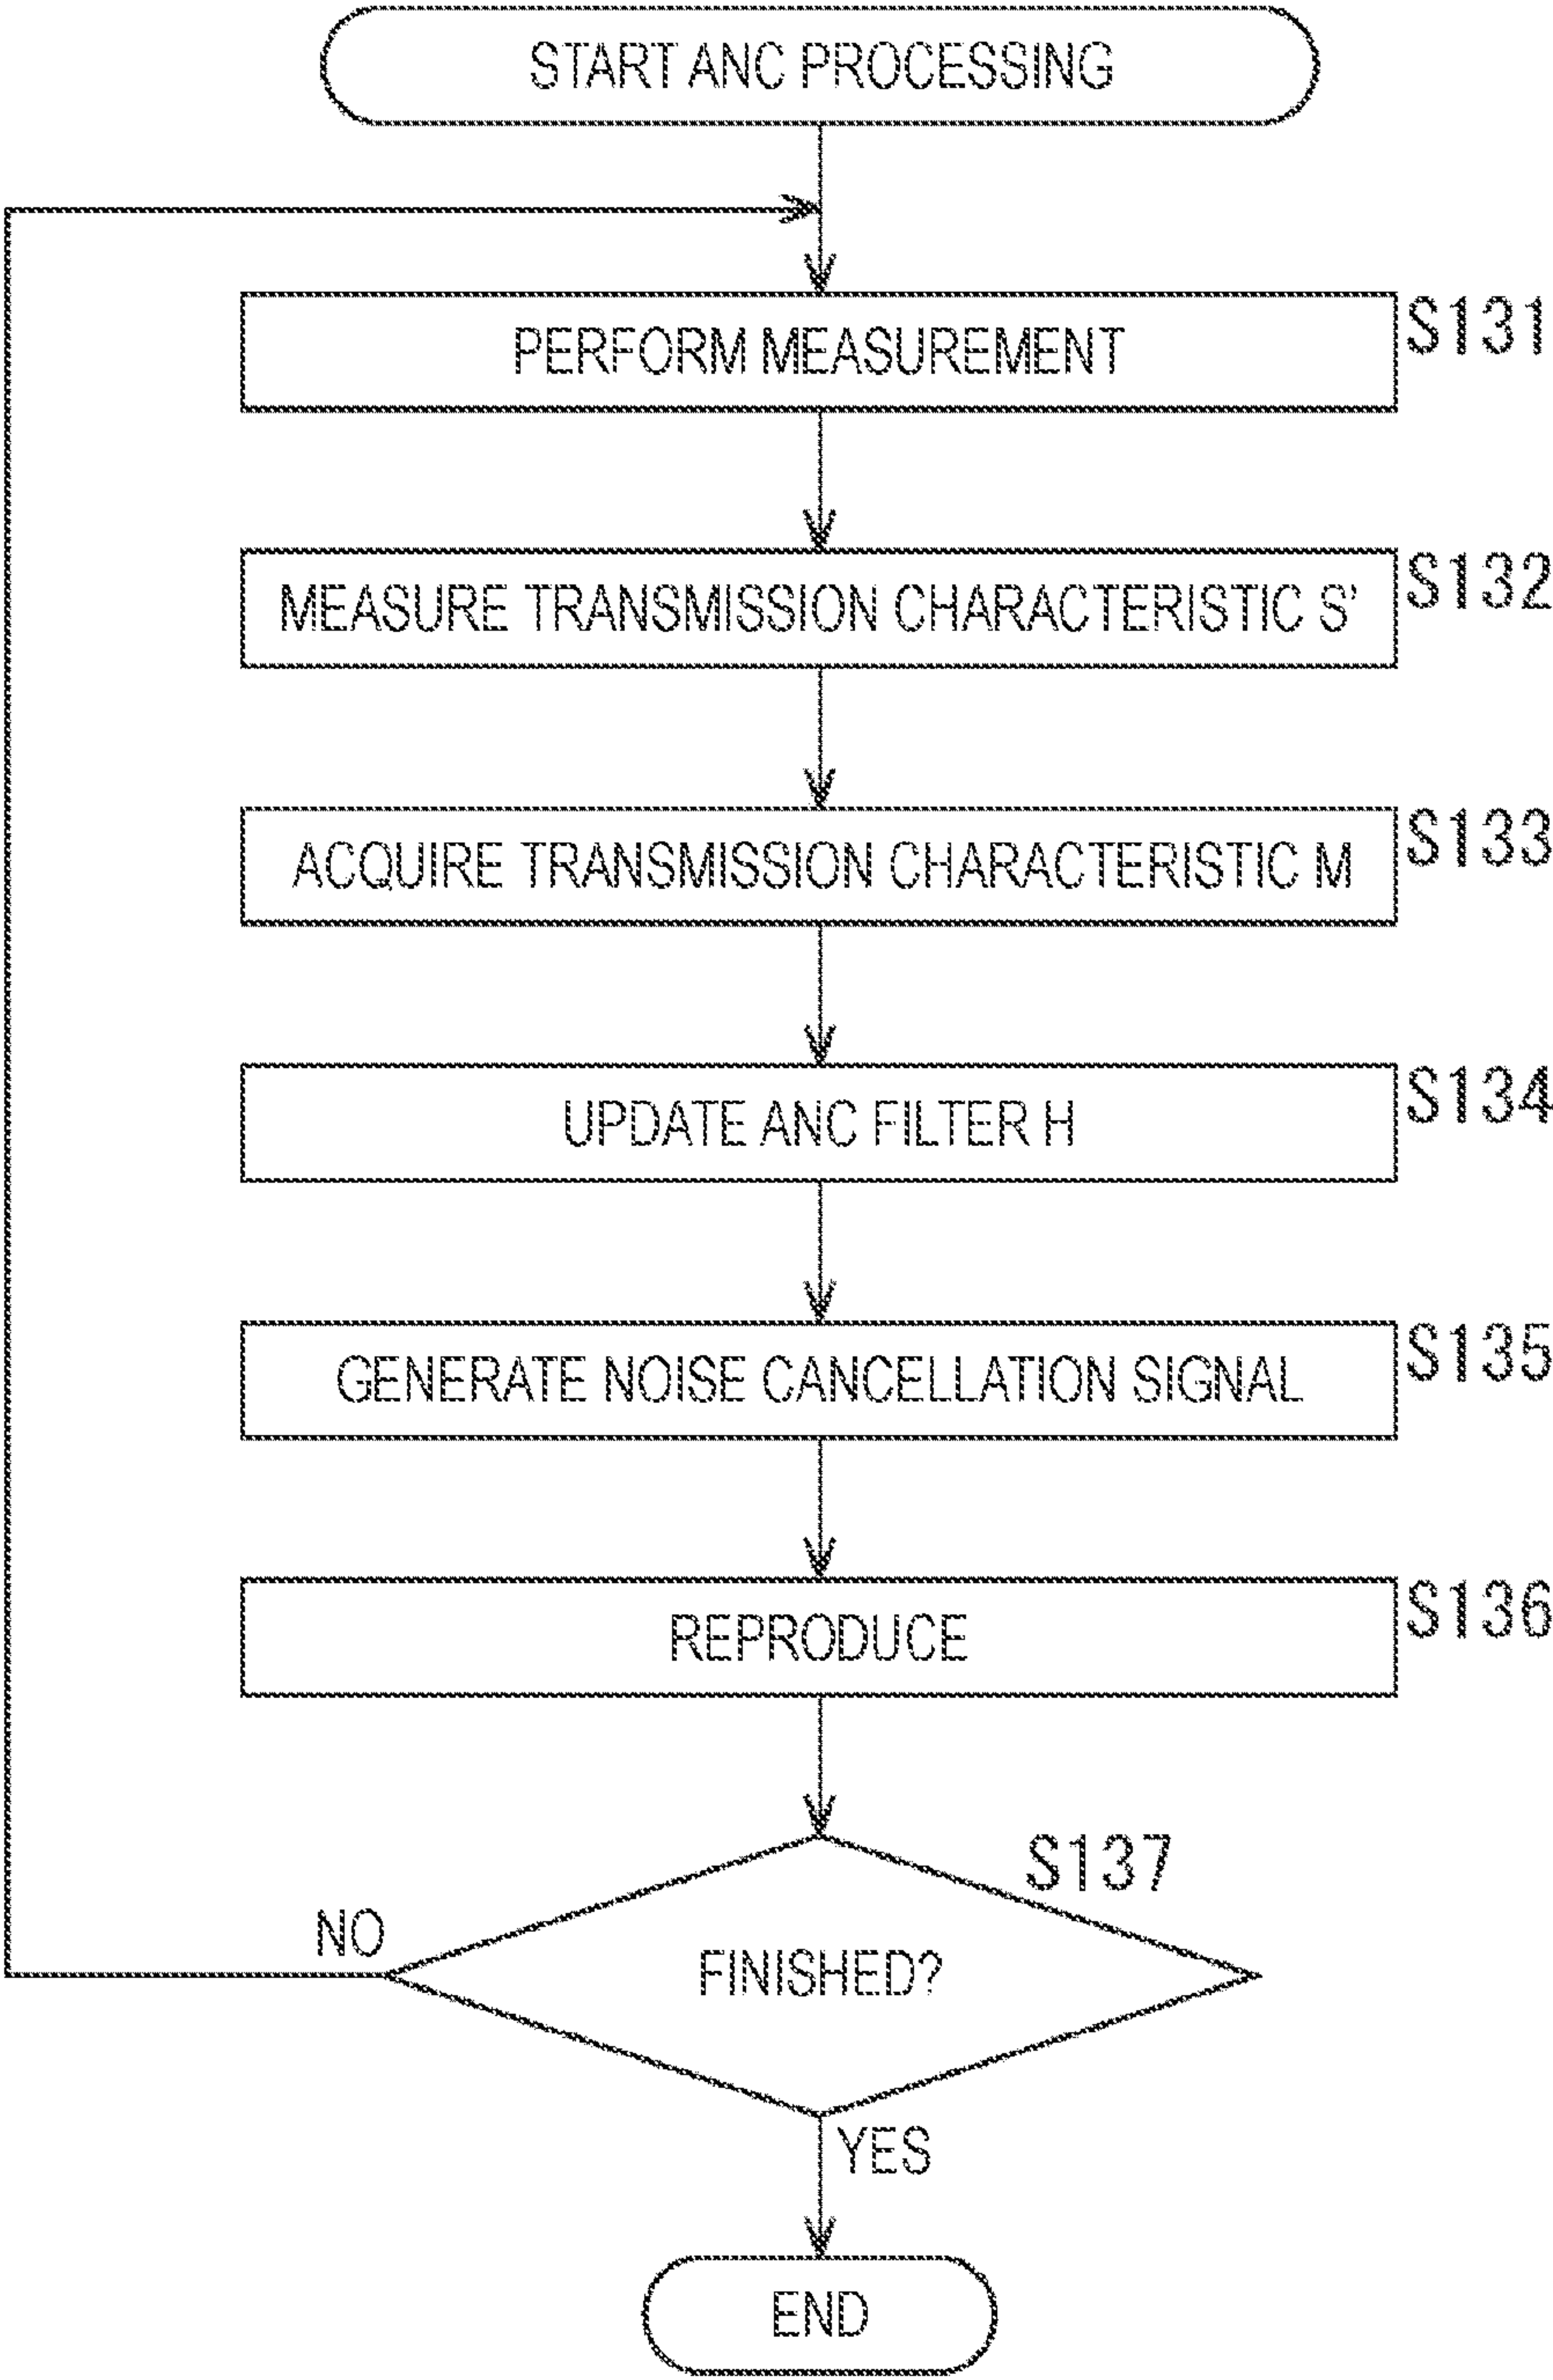 START ANC PROCESSING
PERFORM MEASUREMENT
S131
MEASURE TRANSMISSION CHARACTERISTIC S'
S132
ACQUIRE TRANSMISSION CHARACTERISTIC M
S133
UPDATE ANC FILTER H
S134
GENERATE NOISE CANCELLATION SIGNAL
S135
REPRODUCE
S136
S137
NO
FINISHED?
YES
END